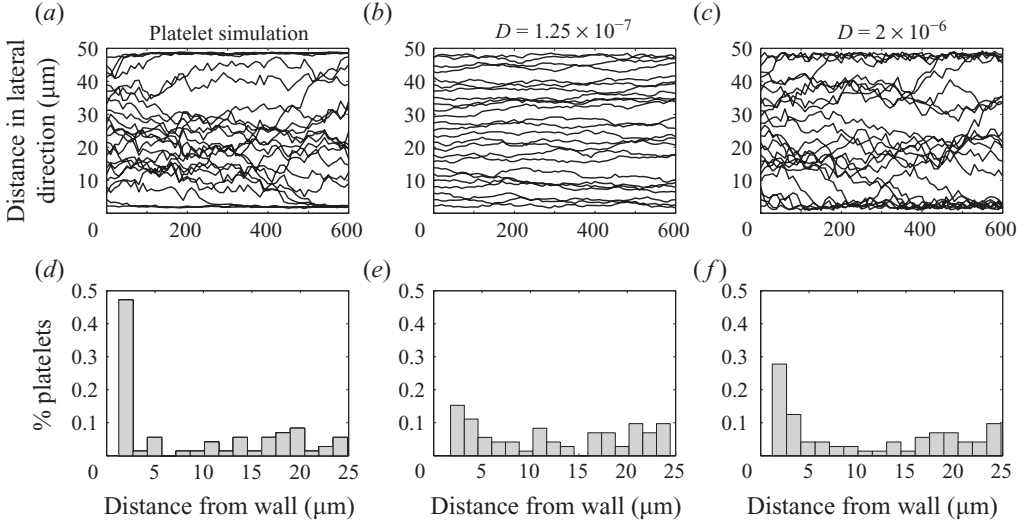 (a) (b) (c)
Platelet simulation D = 1.25 × 10⁻⁷ D = 2 × 10⁻⁶
Distance in lateral
direction (μm)
50 50 50
40 40 40
30 30 30
20 20 20
10 10 10
0 200 400 600 0 200 400 600 0 200 400 600
(d) (e) (f)
% platelets
0.5 0.5 0.5
0.4 0.4 0.4
0.3 0.3 0.3
0.2 0.2 0.2
0.1 0.1 0.1
0 5 10 15 20 25 0 5 10 15 20 25 0 5 10 15 20 25
Distance from wall (μm) Distance from wall (μm) Distance from wall (μm)